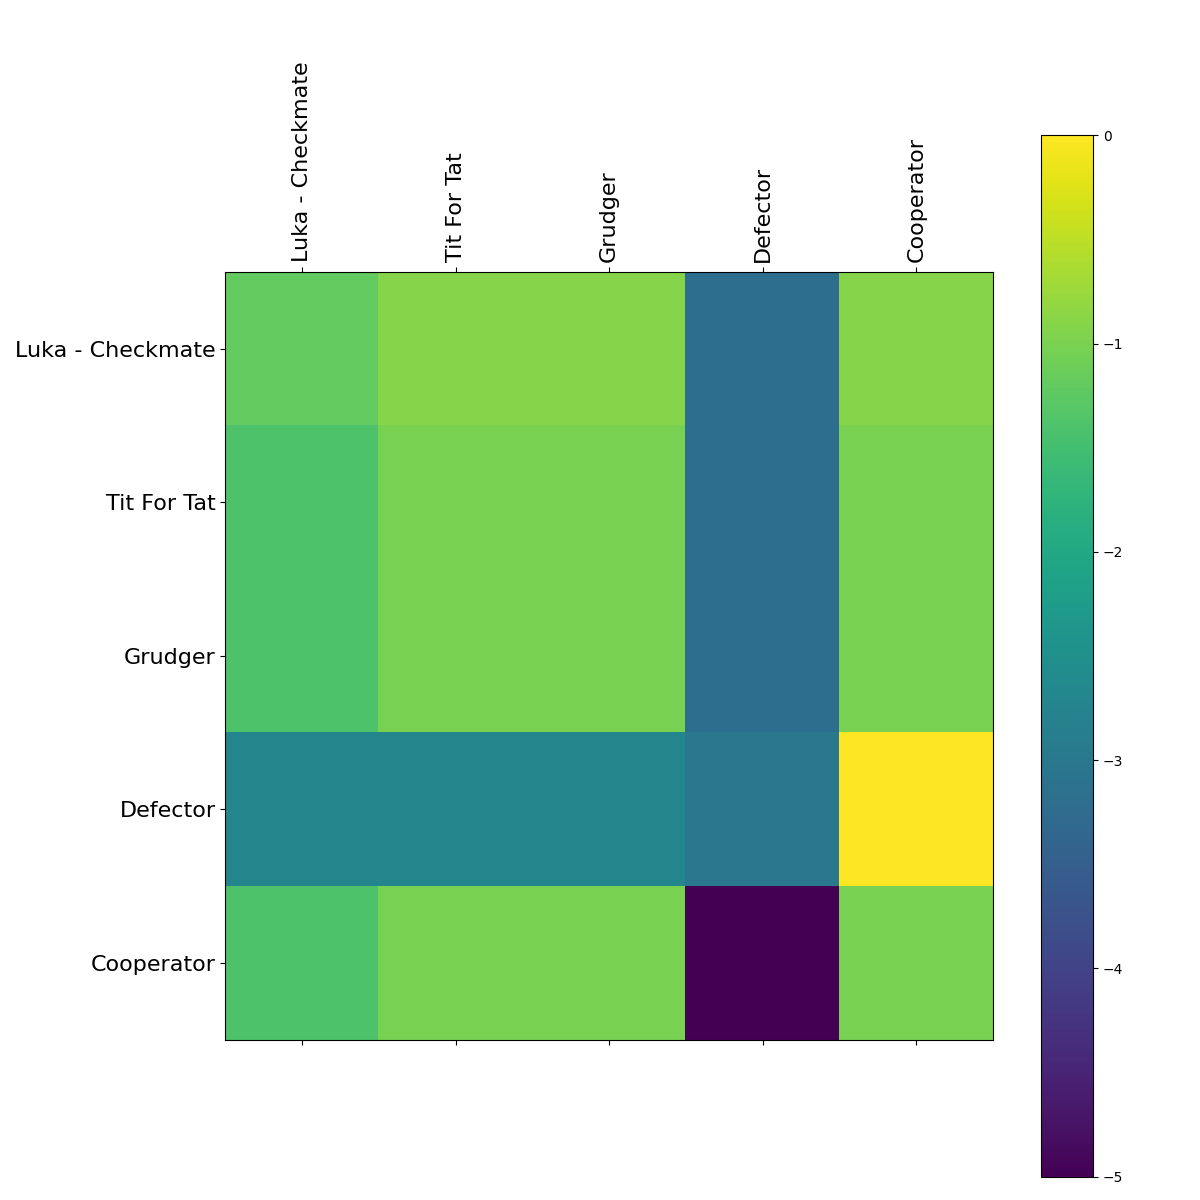 Luka - Checkmate
Tit For Tat
Grudger
Defector
Cooperator
Luka - Checkmate
Tit For Tat
Grudger
Defector
Cooperator
0
−1
−2
−3
−4
−5